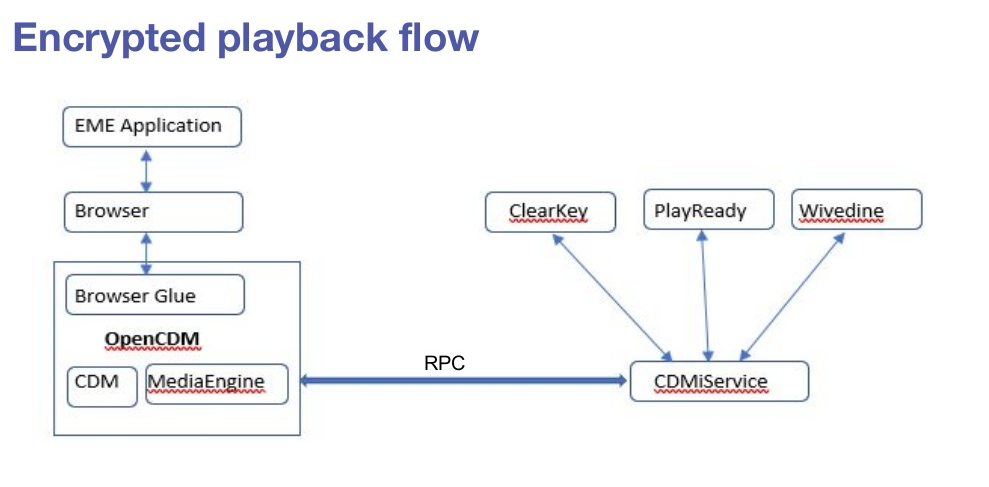 Encrypted playback flow
EME Application
Browser
ClearKey
PlayReady
Wivedine
Browser Glue
OpenCDM
CDM
MediaEngine
RPC
CDMiService